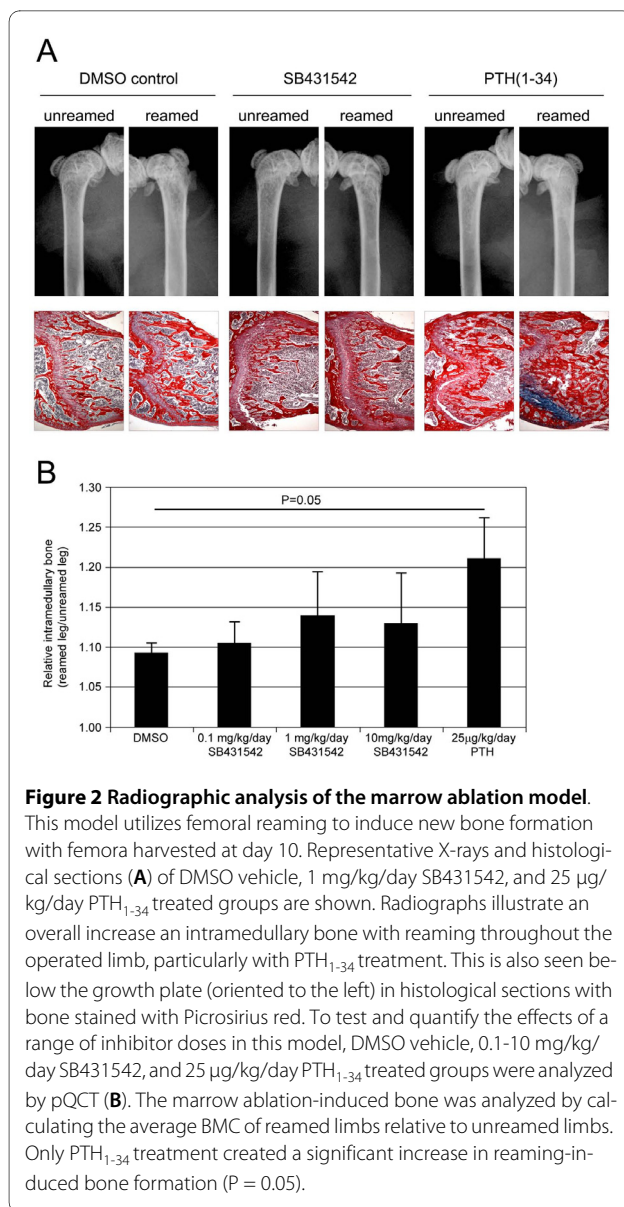 A
DMSO control SB431542 PTH(1-34)
unreamed reamed unreamed reamed unreamed reamed
B
P=0.05
Relative intramedullary bone
(reamed leg/unreamed leg)
1.30
1.25
1.20
1.15
1.10
1.05
1.00
DMSO 0.1 mg/kg/day 1 mg/kg/day 10mg/kg/day 25µg/kg/day
SB431542 SB431542 SB431542 PTH
Figure 2 Radiographic analysis of the marrow ablation model.
This model utilizes femoral reaming to induce new bone formation
with femora harvested at day 10. Representative X-rays and histologi-
cal sections (A) of DMSO vehicle, 1 mg/kg/day SB431542, and 25 µg/
kg/day PTH1-34 treated groups are shown. Radiographs illustrate an
overall increase an intramedullary bone with reaming throughout the
operated limb, particularly with PTH1-34 treatment. This is also seen be-
low the growth plate (oriented to the left) in histological sections with
bone stained with Picrosirius red. To test and quantify the effects of a
range of inhibitor doses in this model, DMSO vehicle, 0.1-10 mg/kg/
day SB431542, and 25 µg/kg/day PTH1-34 treated groups were analyzed
by pQCT (B). The marrow ablation-induced bone was analyzed by cal-
culating the average BMC of reamed limbs relative to unreamed limbs.
Only PTH1-34 treatment created a significant increase in reaming-in-
duced bone formation (P = 0.05).